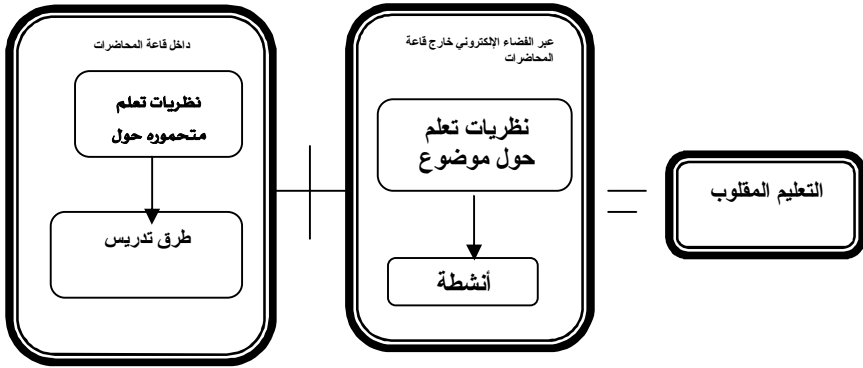 داخل قاعة المحاضرات
نظريات تعلم
متحموره حول
طرق تدريس
عبر الفضاء الإلكتروني خارج قاعة
المحاضرات
نظريات تعلم
حول موضوع
أنشطة
التعليم المقلوب